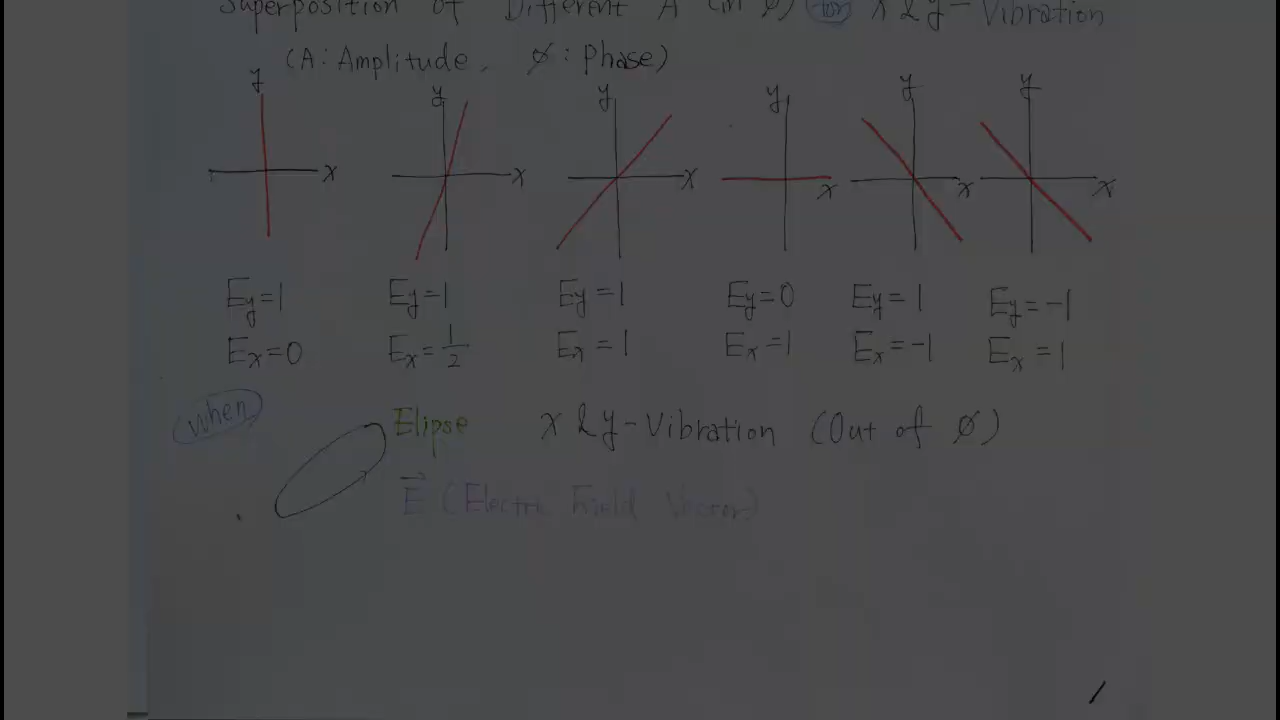 Superposition of Different A (in ∅) for x & y - Vibration
(A: Amplitude, ∅: Phase)
y y y y y y
x x x x x x
Ey=1 Ey=1 Ey=1 Ey=0 Ey=1 Ey=-1
Ex=0 Ex=1/2 Ex=1 Ex=1 Ex=-1 Ex=1
when Elipse x & y-Vibration (Out of ∅)
E (Electric Field Vector)